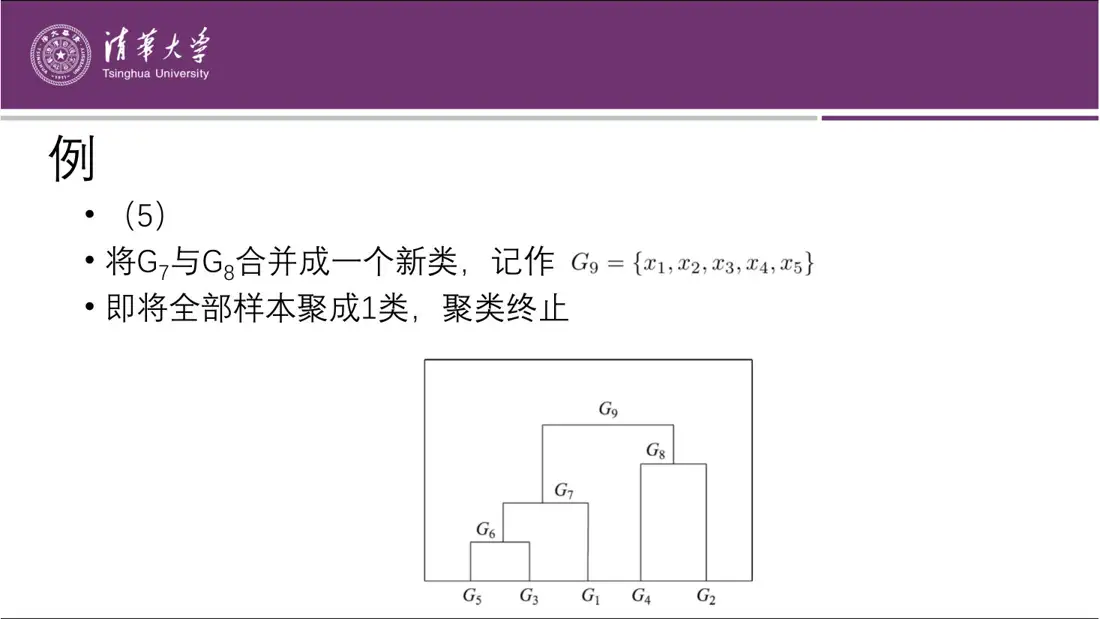 清华大学
Tsinghua University
例
• （5）
• 将G₇与G₈合并成一个新类，记作 G₉ = {x₁, x₂, x₃, x₄, x₅}
• 即将全部样本聚成1类，聚类终止
G₉
G₈
G₇
G₆
G₅ G₃ G₁ G₄ G₂